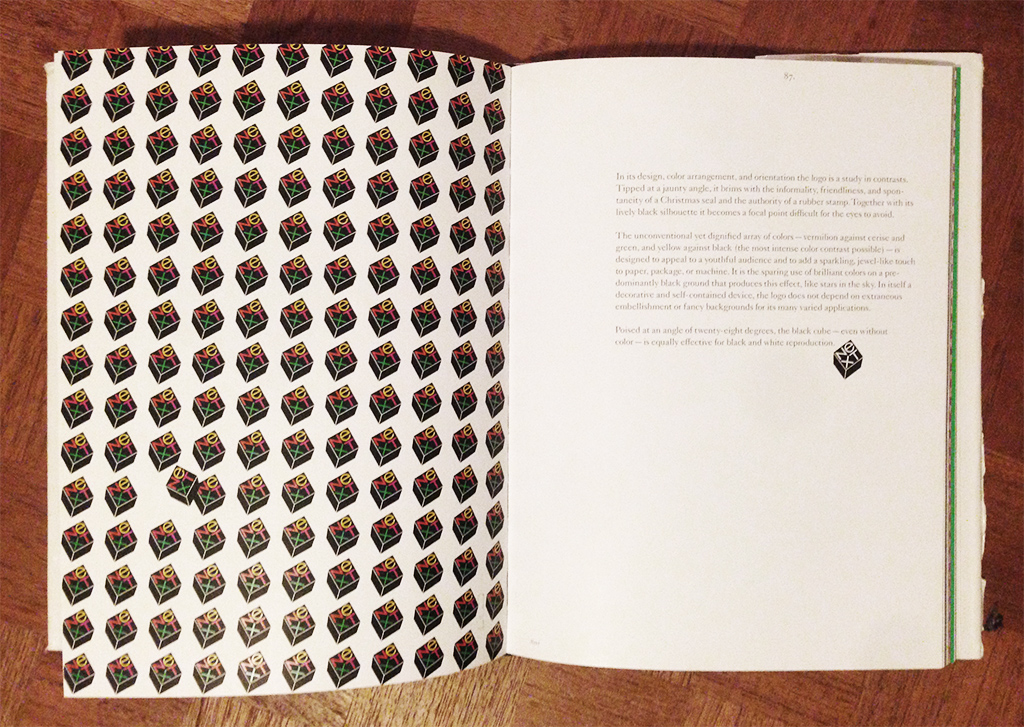 87.
In its design, color arrangement, and orientation the logo is a study in contrasts.
Tipped at a jaunty angle, it brims with the informality, friendliness, and spon-
taneity of a Christmas seal and the authority of a rubber stamp. Together with its
lively black silhouette it becomes a focal point difficult for the eyes to avoid.
The unconventional yet dignified array of colors – vermilion against cerise and
green, and yellow against black (the most intense color contrast possible) – is
designed to appeal to a youthful audience and to add a sparkling, jewel-like touch
to paper, package, or machine. It is the sparing use of brilliant colors on a pre-
dominantly black ground that produces this effect, like stars in the sky. In itself a
decorative and self-contained device, the logo does not depend on extraneous
embellishment or fancy backgrounds for its many varied applications.
Poised at an angle of twenty-eight degrees, the black cube – even without
color – is equally effective for black and white reproduction.
Ne
XT